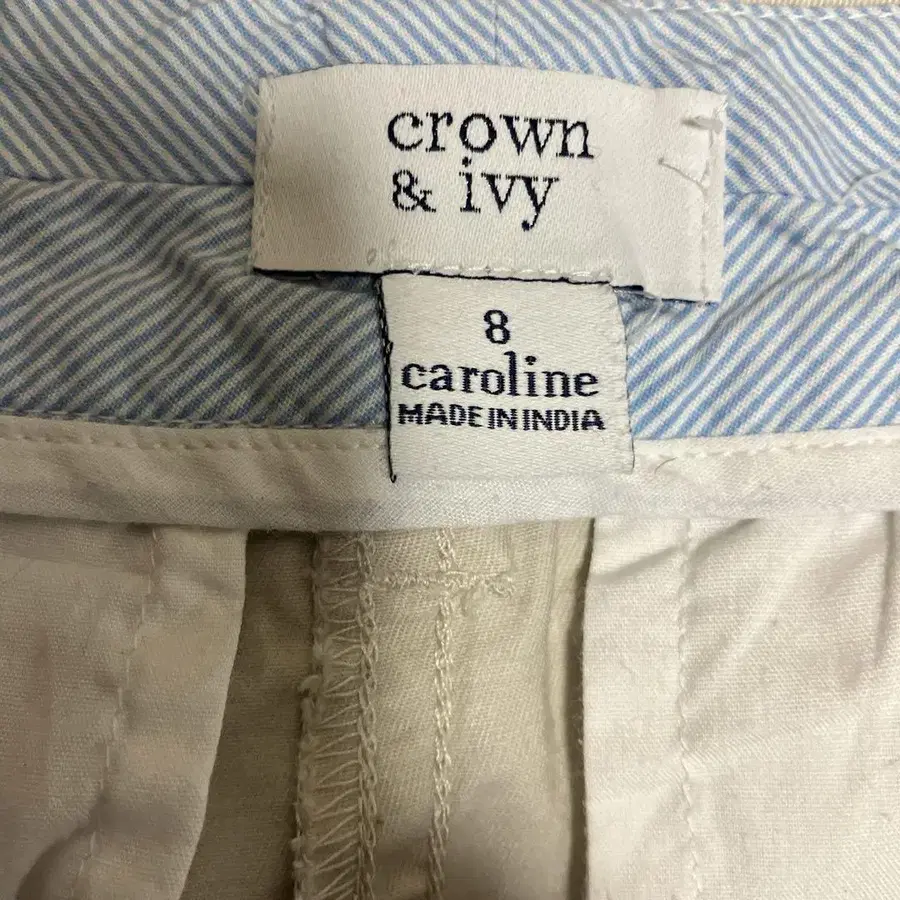 crown
& ivy
8
caroline
MADE IN INDIA